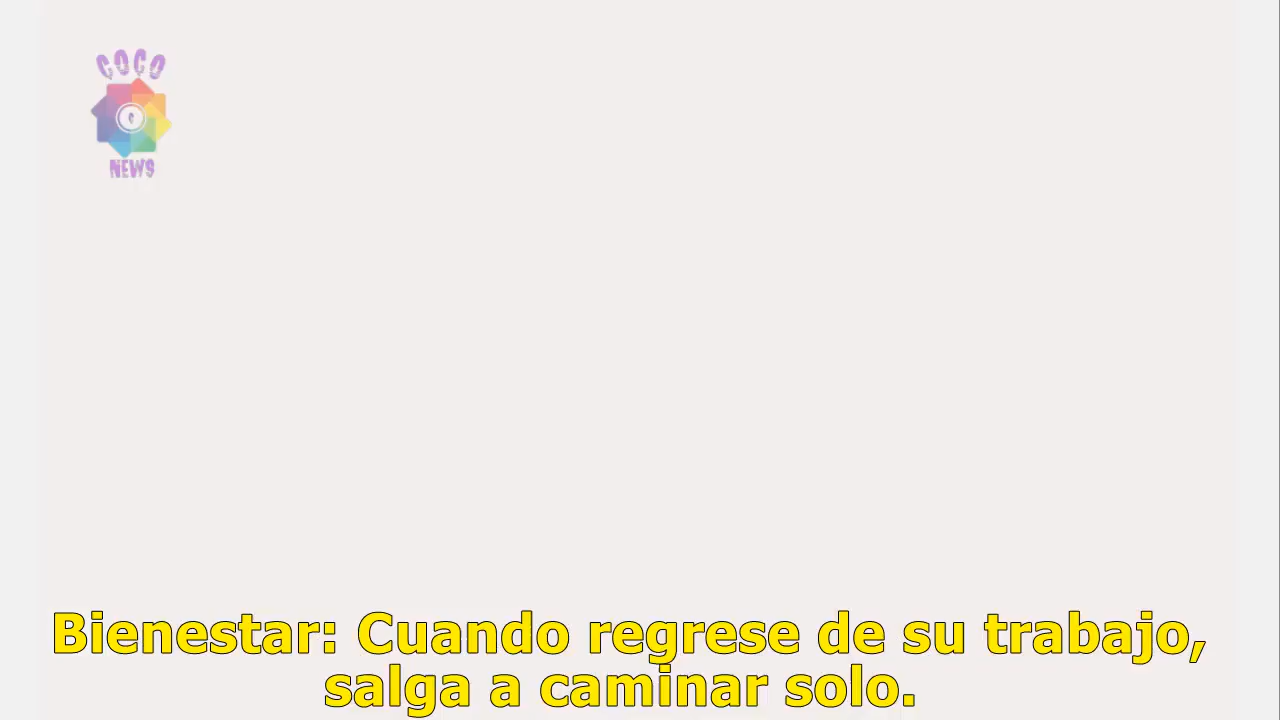 COCO
NEWS
Bienestar: Cuando regrese de su trabajo,
salga a caminar solo.